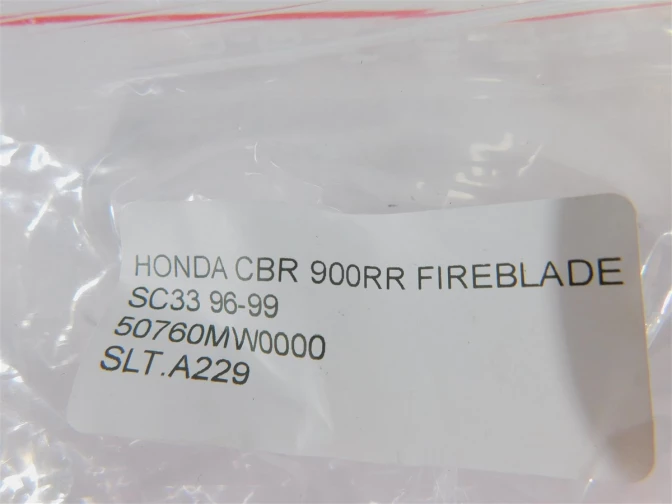 HONDA CBR 900RR FIREBLADE
SC33 96-99
50760MW0000
SLT.A229